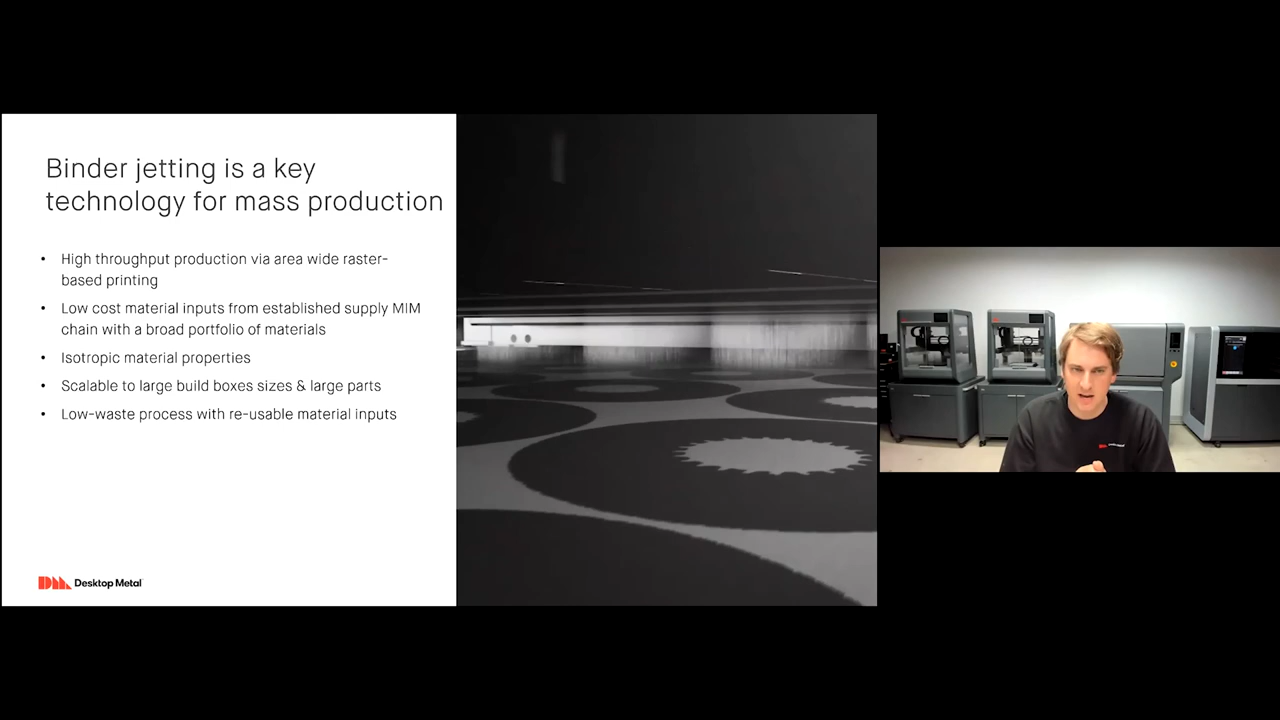 Binder jetting is a key
technology for mass production
• High throughput production via area wide raster-
based printing
• Low cost material inputs from established supply MIM
chain with a broad portfolio of materials
• Isotropic material properties
• Scalable to large build boxes sizes & large parts
• Low-waste process with re-usable material inputs
Desktop Metal